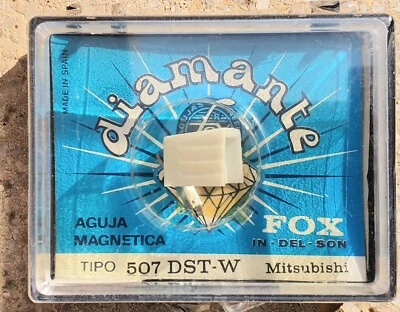 MADE IN SPAIN
diamante
AGUJA
MAGNETICA
FOX
IN-DEL-SON
TIPO 507 DST-W Mitsubishi